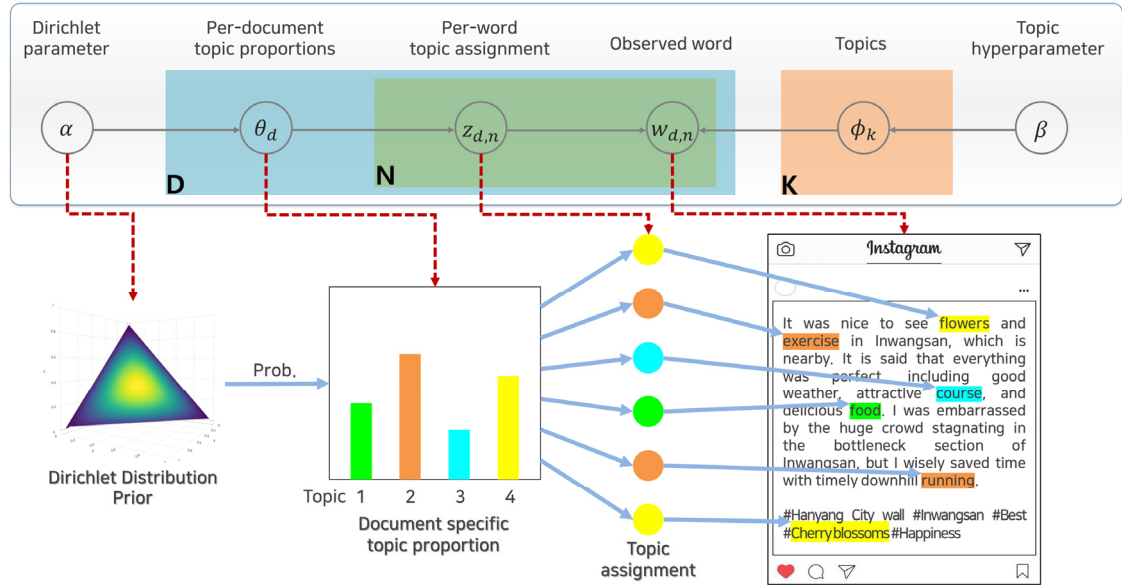 Dirichlet parameter
Per-document topic proportions
Per-word topic assignment
Observed word
Topics
Topic hyperparameter
α
θd
zd,n
wd,n
ϕk
β
D
N
K
Instagram
...
Prob.
Dirichlet Distribution
Prior
Topic 1 2 3 4
Document specific
topic proportion
Topic
assignment
It was nice to see flowers and
exercise in Inwangsan, which is
nearby. It is said that everything
was perfect including good
weather, attractive course, and
delicious food. I was embarrassed
by the huge crowd stagnating in
the bottleneck section of
Inwangsan, but I wisely saved time
with timely downhill running.
#Hanyang City wall #Inwangsan #Best
#Cherryblossoms #Happiness